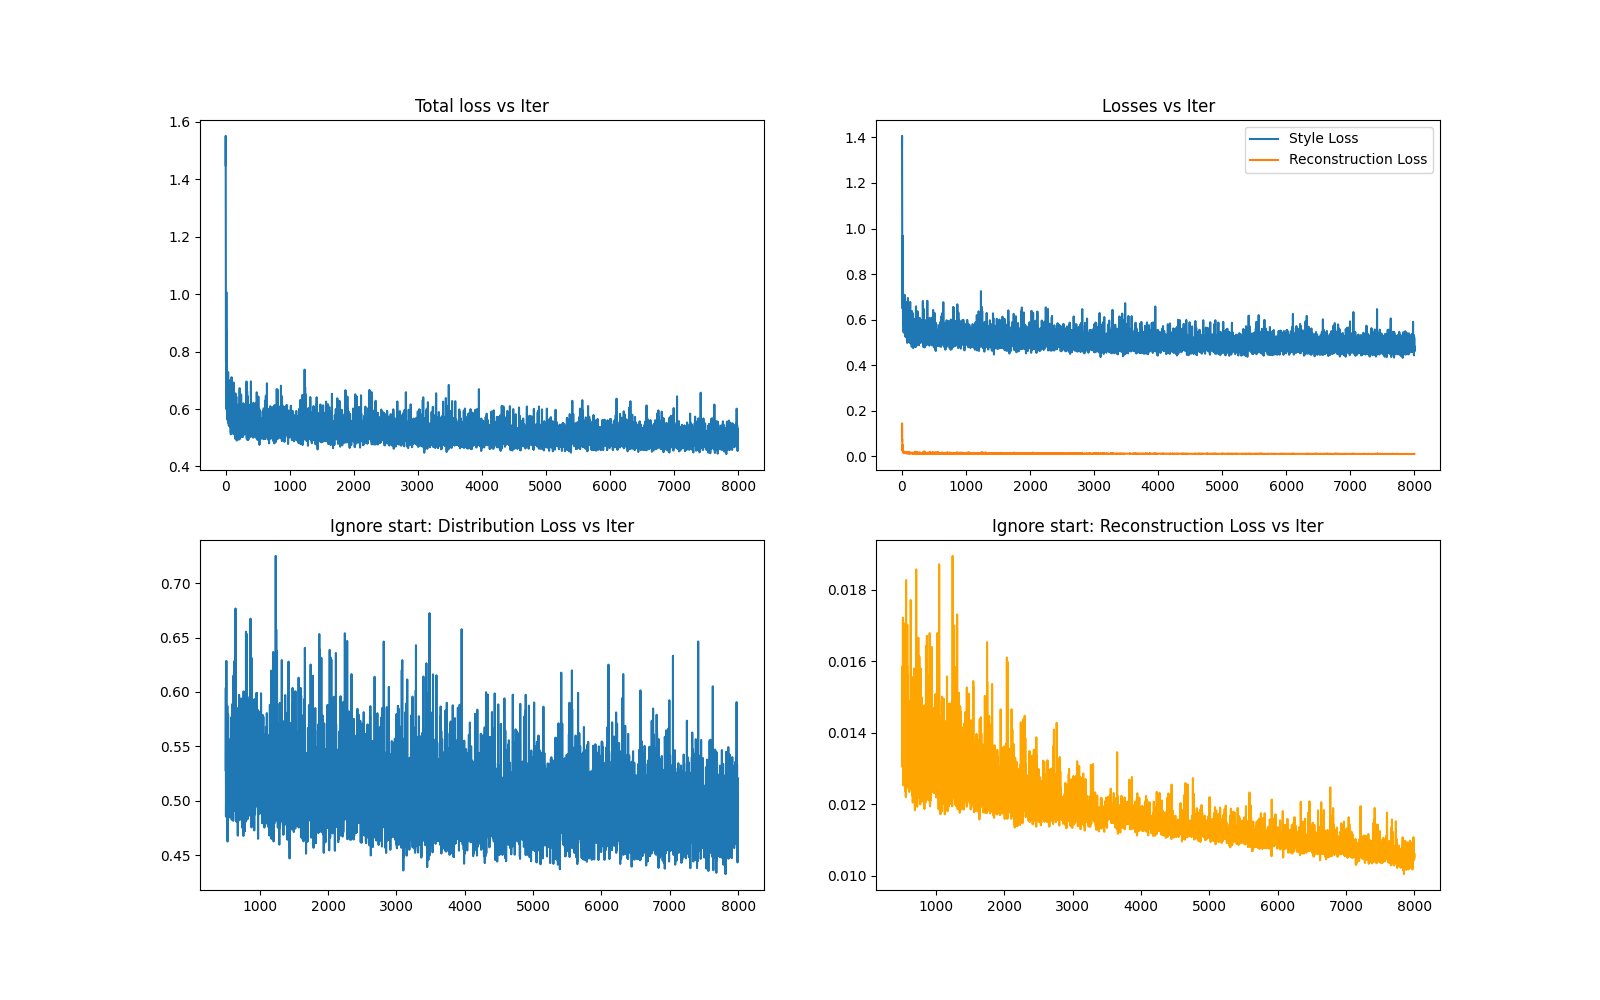 Total loss vs Iter
1.6
1.4
1.2
1.0
0.8
0.6
0.4
0 1000 2000 3000 4000 5000 6000 7000 8000
Losses vs Iter
Style Loss
Reconstruction Loss
1.4
1.2
1.0
0.8
0.6
0.4
0.2
0.0
0 1000 2000 3000 4000 5000 6000 7000 8000
Ignore start: Distribution Loss vs Iter
0.70
0.65
0.60
0.55
0.50
0.45
1000 2000 3000 4000 5000 6000 7000 8000
Ignore start: Reconstruction Loss vs Iter
0.018
0.016
0.014
0.012
0.010
1000 2000 3000 4000 5000 6000 7000 8000